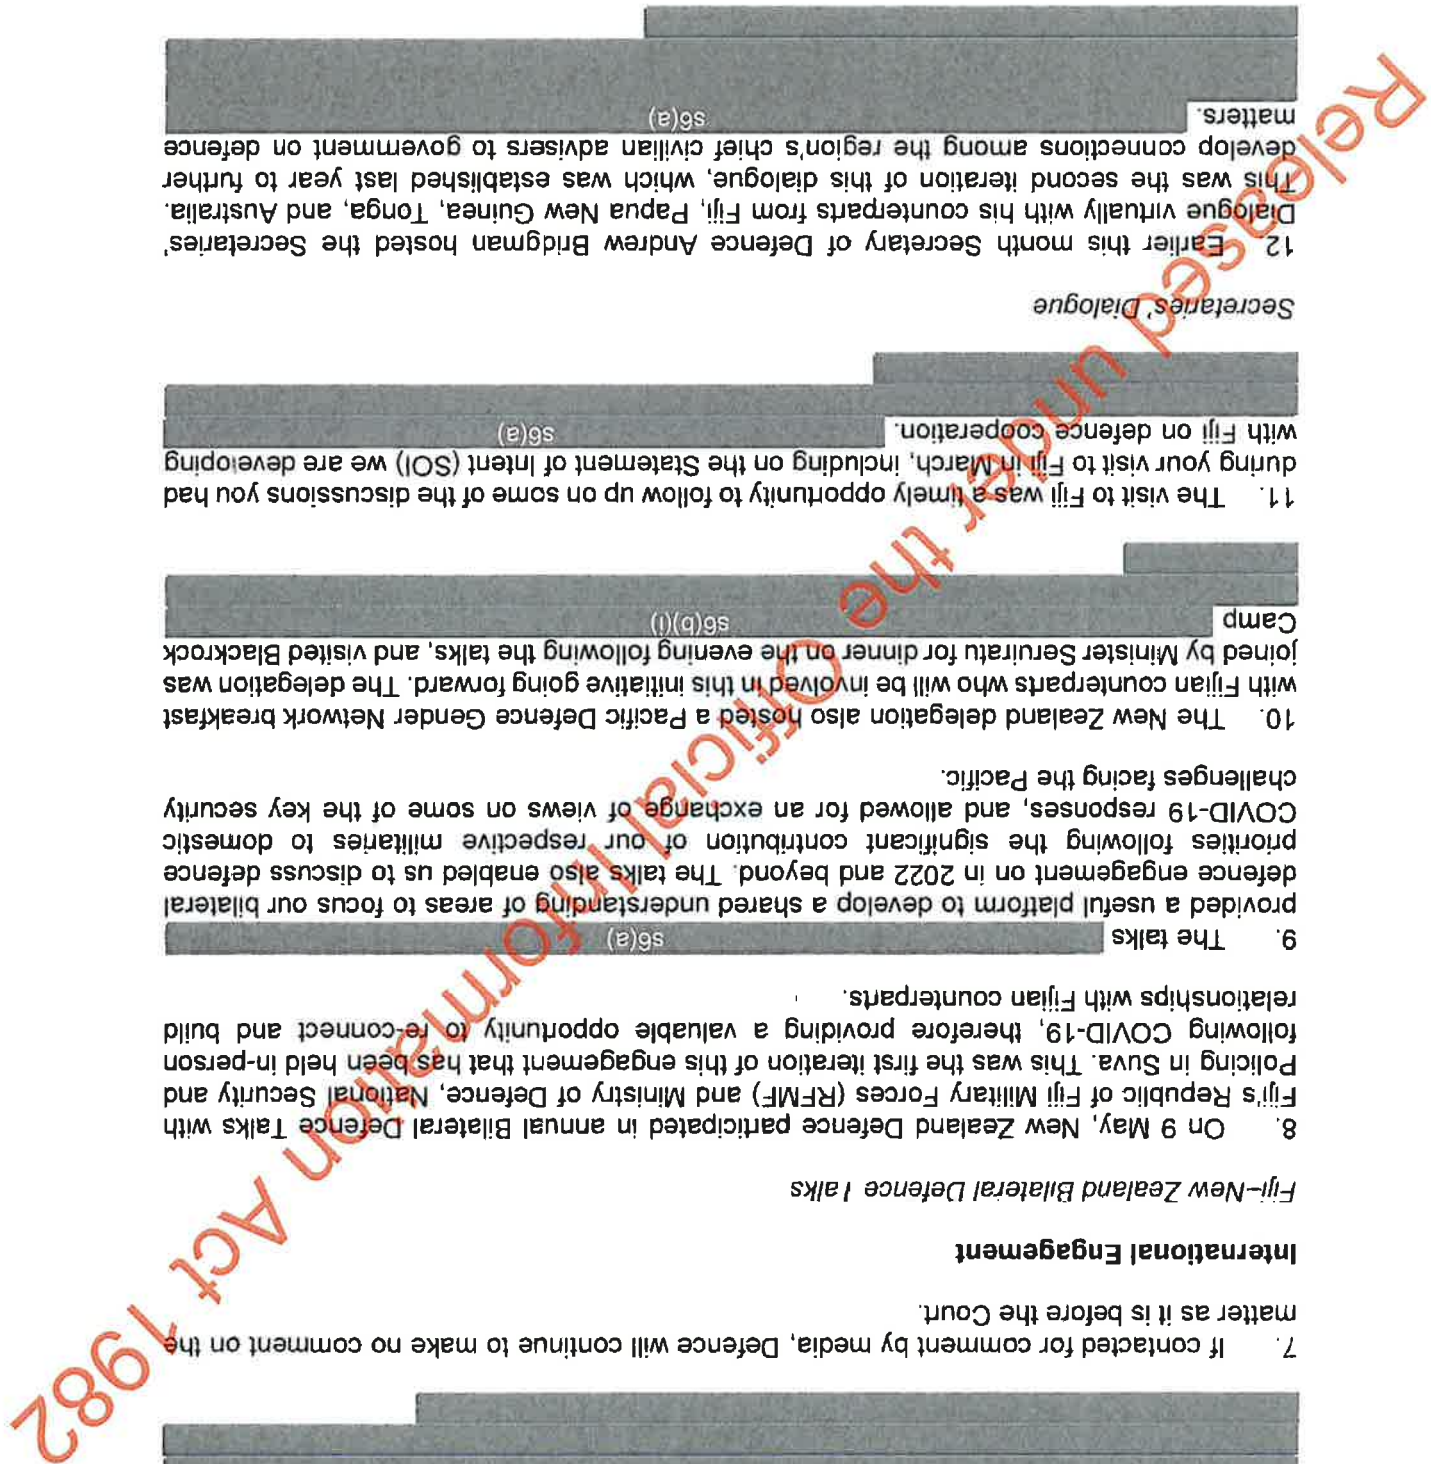 7. If contacted for comment by media, Defence will continue to make no comment on the
matter as it is before the Court.
International Engagement
Fiji–New Zealand Bilateral Defence Talks
8. On 9 May, New Zealand Defence participated in annual Bilateral Defence Talks with
Fiji's Republic of Fiji Military Forces (RFMF) and Ministry of Defence, National Security and
Policing in Suva. This was the first iteration of this engagement that has been held in-person
following COVID-19, therefore providing a valuable opportunity to re-connect and build
relationships with Fijian counterparts.
9. The talks s6(a)
provided a useful platform to develop a shared understanding of areas to focus our bilateral
defence engagement on in 2022 and beyond. The talks also enabled us to discuss defence
priorities following the significant contribution of our respective militaries to domestic
COVID-19 responses, and allowed for an exchange of views on some of the key security
challenges facing the Pacific.
10. The New Zealand delegation also hosted a Pacific Defence Gender Network breakfast
with Fijian counterparts who will be involved in this initiative going forward. The delegation was
joined by Minister Seruiratu for dinner on the evening following the talks, and visited Blackrock
Camp s6(b)(i)
11. The visit to Fiji was a timely opportunity to follow up on some of the discussions you had
during your visit to Fiji in March, including on the Statement of Intent (SOI) we are developing
with Fiji on defence cooperation. s6(a)
Secretaries' Dialogue
12. Earlier this month Secretary of Defence Andrew Bridgman hosted the Secretaries'
Dialogue virtually with his counterparts from Fiji, Papua New Guinea, Tonga, and Australia.
This was the second iteration of this dialogue, which was established last year to further
develop connections among the region's chief civilian advisers to government on defence
matters. s6(a)
Released under the Official Information Act 1982